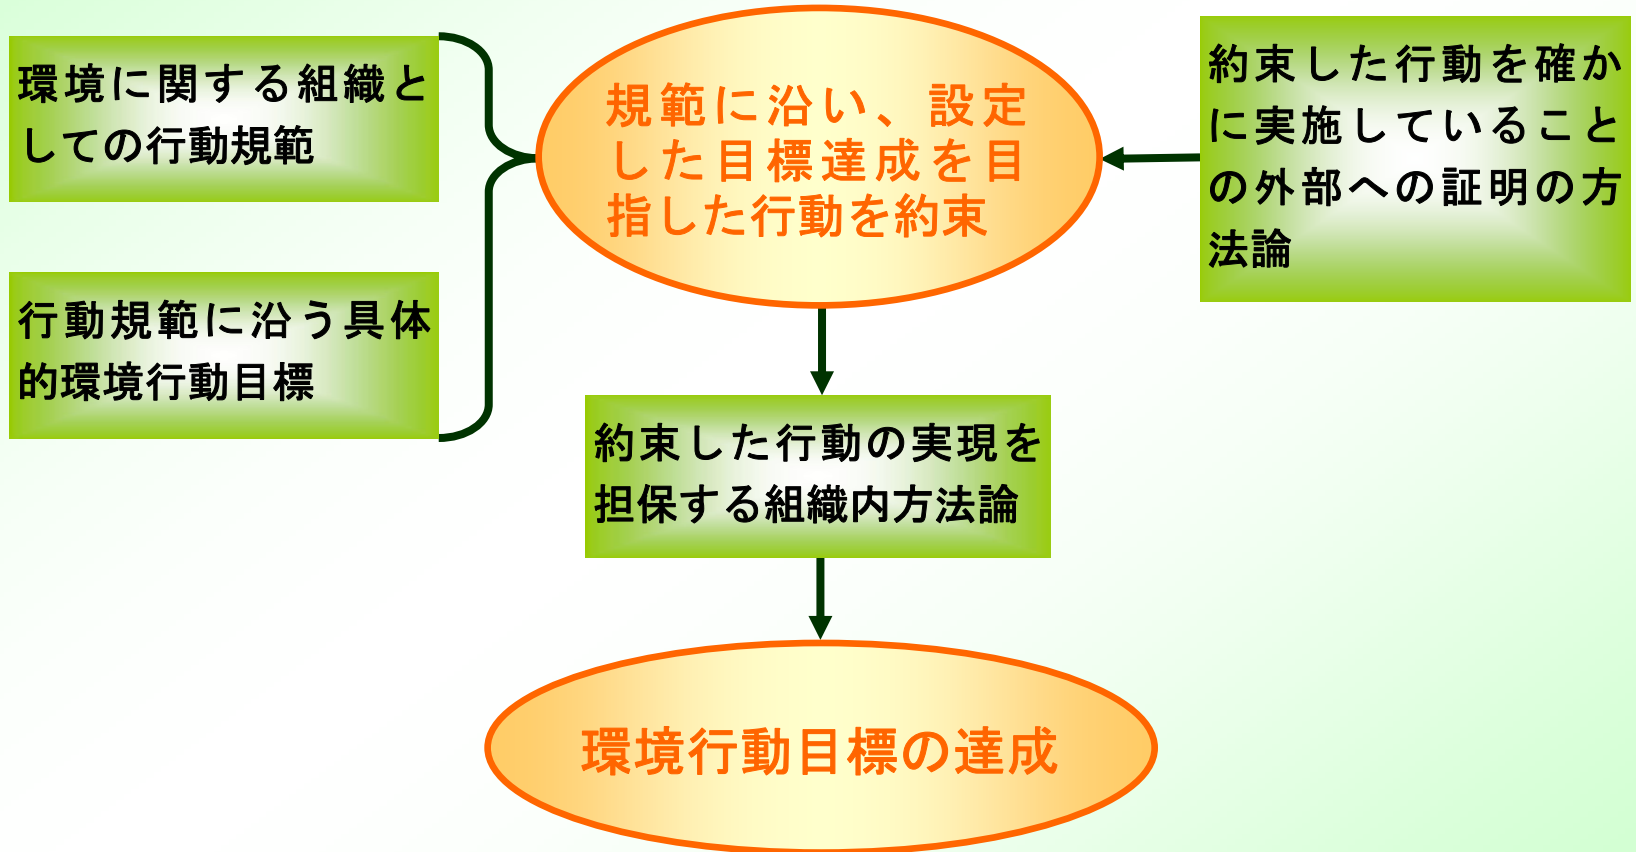 環境に関する組織と
しての行動規範
行動規範に沿う具体
的環境行動目標
規範に沿い、設定
した目標達成を目
指した行動を約束
約束した行動を確か
に実施していること
の外部への証明の方
法論
約束した行動の実現を
担保する組織内方法論
環境行動目標の達成